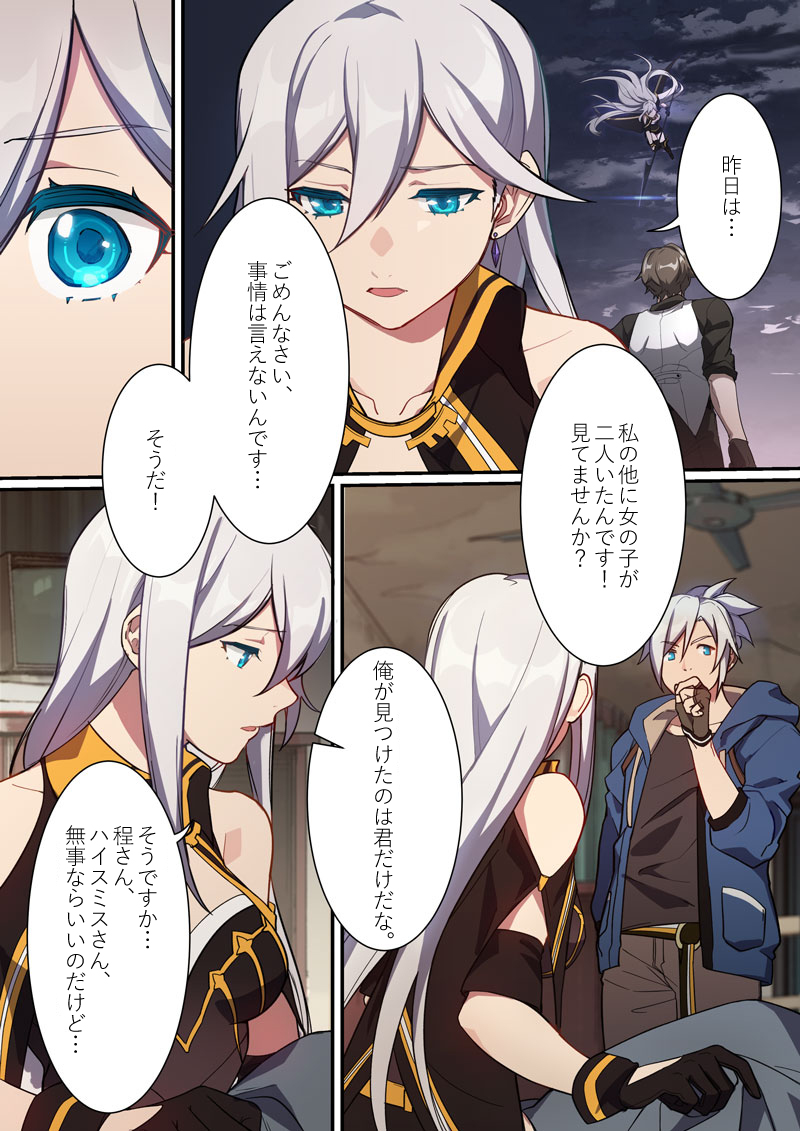 昨日は…
ごめんなさい、
事情は言えないんです…
そうだ!
私の他に女の子が
二人いたんです!
見てませんか?
俺が見つけたのは君だけだな。
そうですか…
程さん、
ハイスミスさん、
無事ならいいのだけど…